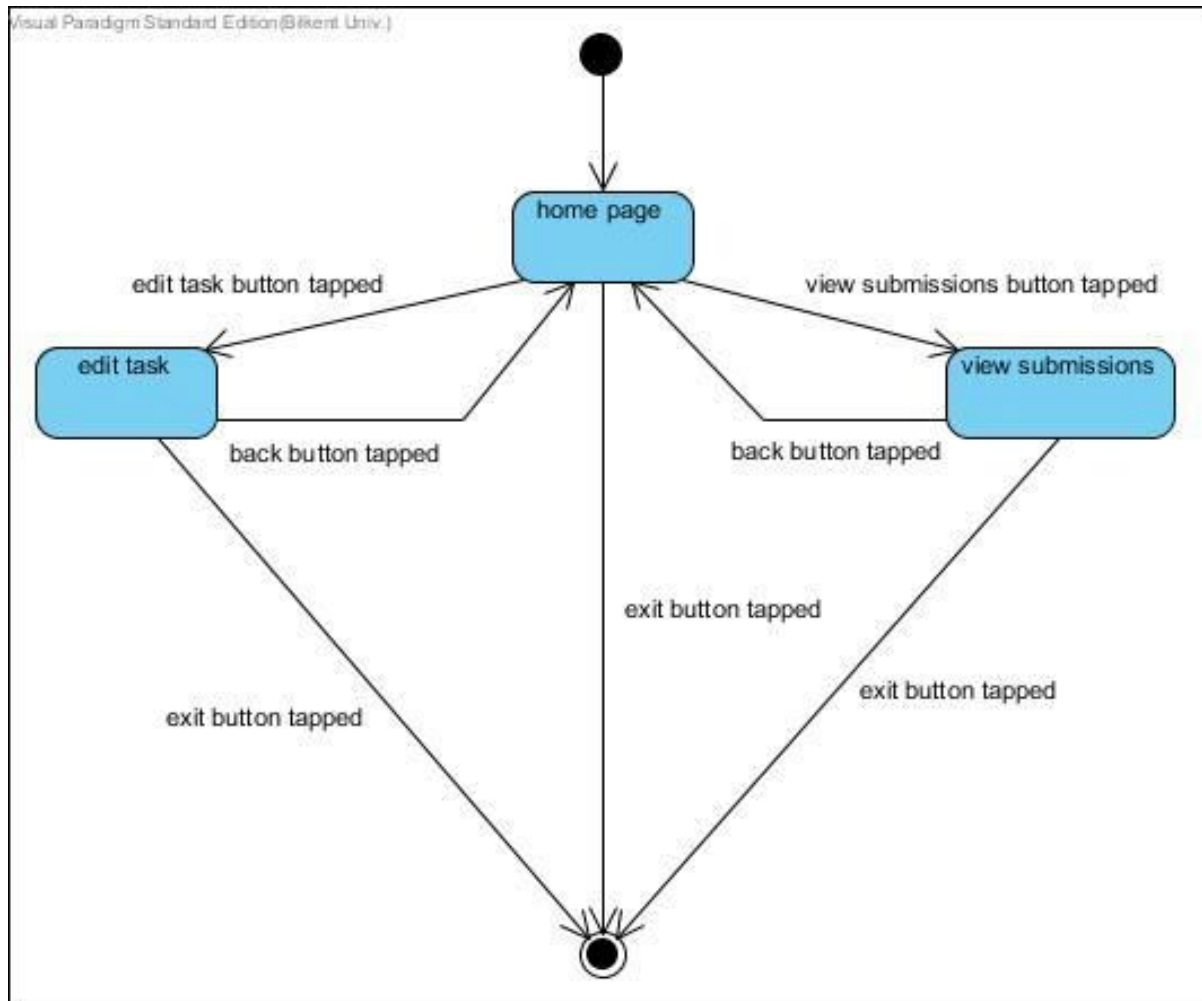 Visual Paradigm Standard Edition(Bilkent Univ.)
home page
edit task button tapped
view submissions button tapped
edit task
view submissions
back button tapped
back button tapped
exit button tapped
exit button tapped
exit button tapped